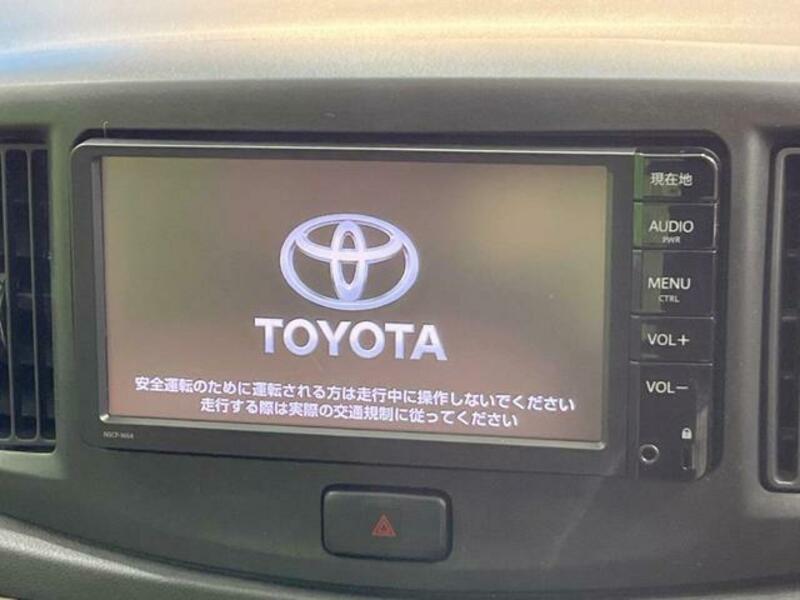 現在地
AUDIO
PWR
MENU
CTRL
VOL+
VOL-
TOYOTA
安全運転のために運転される方は走行中に操作しないでください
走行する際は実際の交通規制に従ってください
NSCP-W64